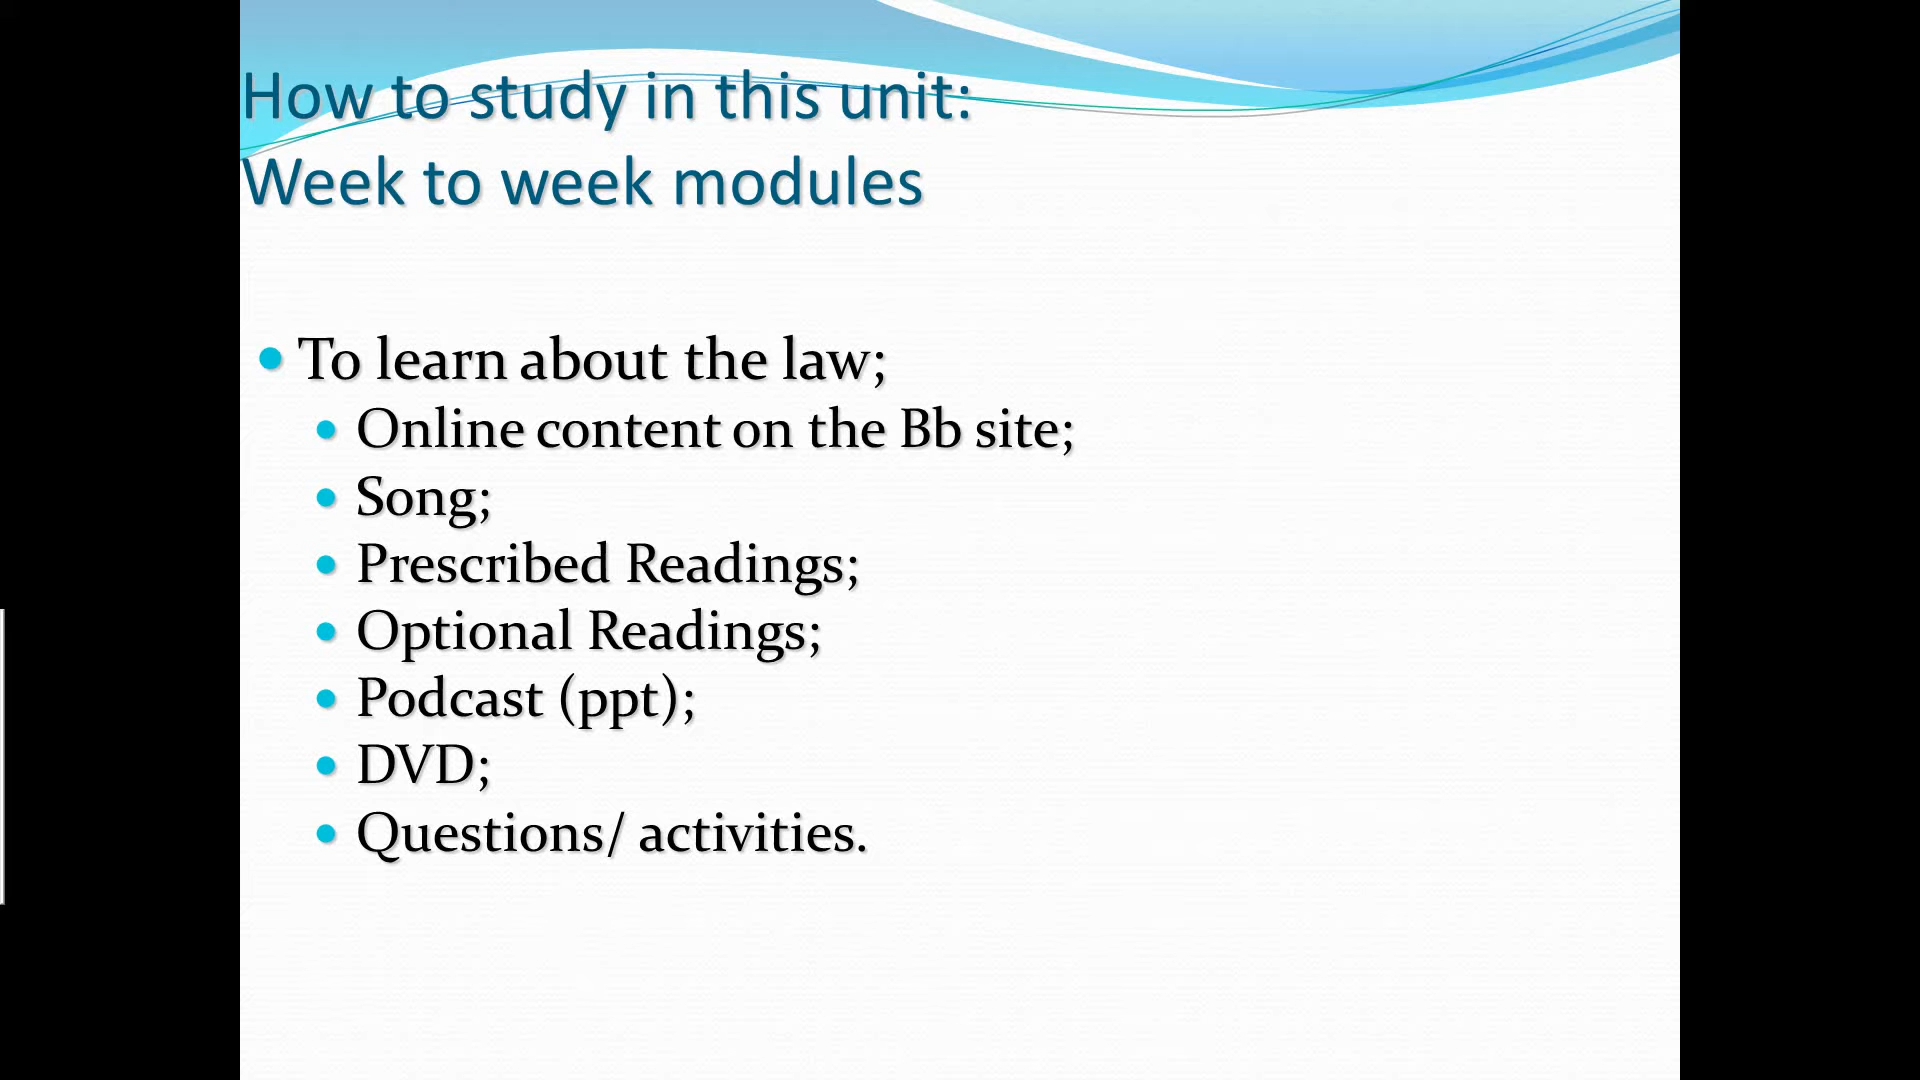 How to study in this unit:
Week to week modules
To learn about the law;
Online content on the Bb site;
Song;
Prescribed Readings;
Optional Readings;
Podcast (ppt);
DVD;
Questions/ activities.